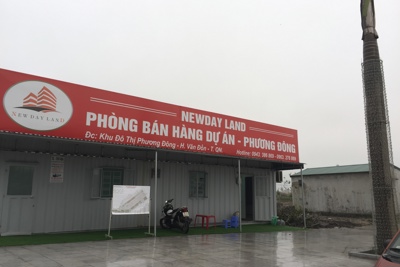 NEW DAY LAND
NEWDAY LAND
PHÒNG BÁN HÀNG DỰ ÁN - PHƯƠNG ĐÔNG
Đc: Khu Đô Thị Phương Đông - H. Vân Đồn - T. QN
Hotline: